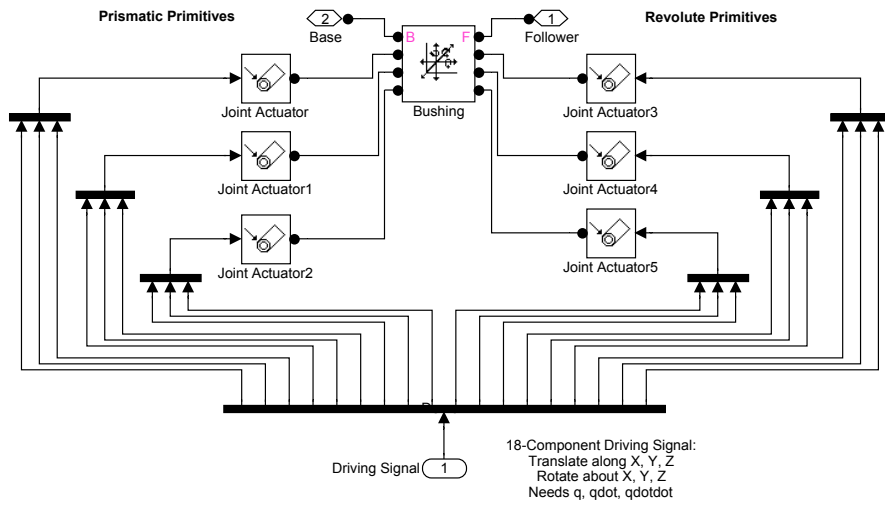 Prismatic Primitives
2
Base
B
F
Bushing
1
Follower
Revolute Primitives
Joint Actuator
Joint Actuator3
Joint Actuator1
Joint Actuator4
Joint Actuator2
Joint Actuator5
Driving Signal
1
18-Component Driving Signal:
Translate along X, Y, Z
Rotate about X, Y, Z
Needs q, qdot, qdotdot